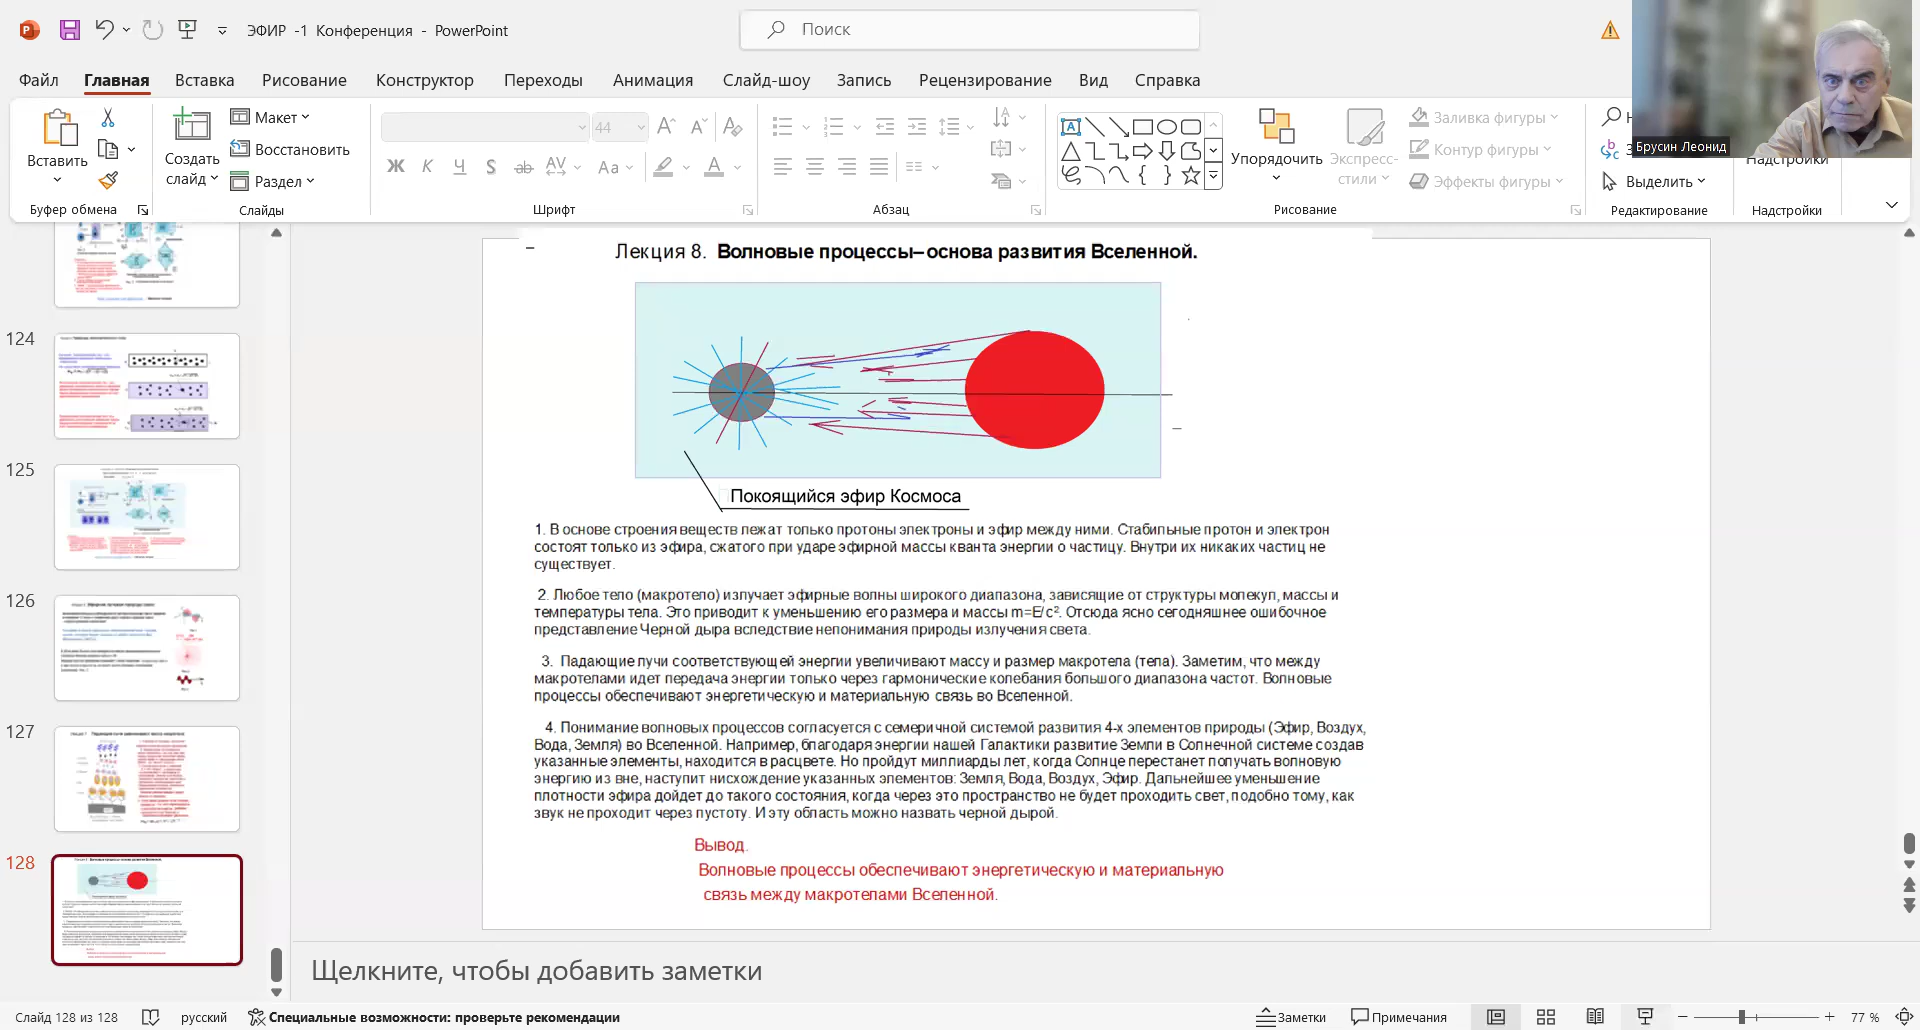 ЭФИР -1 Конференция - PowerPoint
Поиск
Файл Главная Вставка Рисование Конструктор Переходы Анимация Слайд-шоу Запись Рецензирование Вид Справка
Брусин Леонид
Вставить
Создать слайд
Макет
Восстановить
Раздел
44
Ж К Ч S ab AV Aa А
Упорядочить
Экспресс-стили
Заливка фигуры
Контур фигуры
Эффекты фигуры
Выделить
Надстройки
Буфер обмена Слайды Шрифт Абзац Рисование Редактирование Надстройки
124
125
126
127
128
Лекция 8. Волновые процессы–основа развития Вселенной.
Покоящийся эфир Космоса
1. В основе строения веществ лежат только протоны электроны и эфир между ними. Стабильные протон и электрон
состоят только из эфира, сжатого при ударе эфирной массы кванта энергии о частицу. Внутри их никаких частиц не
существует.
2. Любое тело (макротело) излучает эфирные волны широкого диапазона, зависящие от структуры молекул, массы и
температуры тела. Это приводит к уменьшению его размера и массы m=E/c². Отсюда ясно сегодняшнее ошибочное
представление Черной дыра вследствие непонимания природы излучения света.
3. Падающие лучи соответствующей энергии увеличивают массу и размер макротела (тела). Заметим, что между
макротелами идет передача энергии только через гармонические колебания большого диапазона частот. Волновые
процессы обеспечивают энергетическую и материальную связь во Вселенной.
4. Понимание волновых процессов согласуется с семеричной системой развития 4-х элементов природы (Эфир, Воздух,
Вода, Земля) во Вселенной. Например, благодаря энергии нашей Галактики развитие Земли в Солнечной системе создав
указанные элементы, находится в расцвете. Но пройдут миллиарды лет, когда Солнце перестанет получать волновую
энергию из вне, наступит нисхождение указанных элементов: Земля, Вода, Воздух, Эфир. Дальнейшее уменьшение
плотности эфира дойдет до такого состояния, когда через это пространство не будет проходить свет, подобно тому, как
звук не проходит через пустоту. И эту область можно назвать черной дырой.
Вывод.
Волновые процессы обеспечивают энергетическую и материальную
связь между макротелами Вселенной.
Щелкните, чтобы добавить заметки
Слайд 128 из 128 русский Специальные возможности: проверьте рекомендации Заметки Примечания 77 %